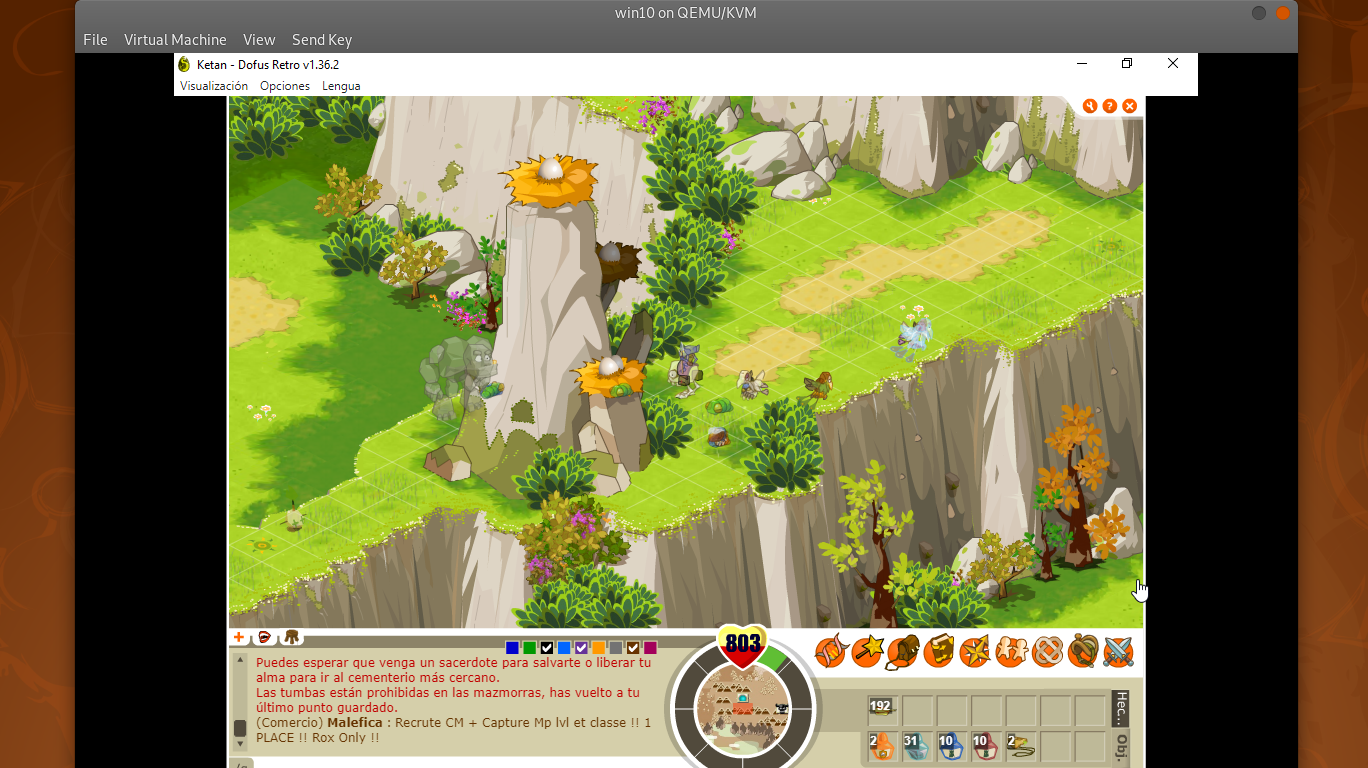 win10 on QEMU/KVM
File Virtual Machine View Send Key
Ketan - Dofus Retro v1.36.2
Visualización Opciones Lengua
803
Puedes esperar que venga un sacerdote para salvarte o liberar tu
alma para ir al cementerio más cercano.
Las tumbas están prohibidas en las mazmorras, has vuelto a tu
último punto guardado.
(Comercio) Malefica : Recrute CM + Capture Mp lvl et classe !! 1
PLACE !! Rox Only !!
192
Hec...
2 31 10 10 2
Obj.